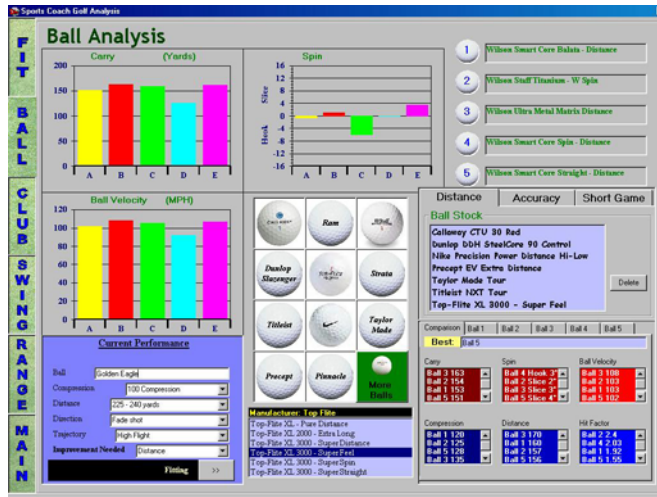 Sports Coach Golf Analysis
Ball Analysis
FIT
BALL
CLUB
SWING
RANGE
MAIN
Carry (Yards)
200
150
100
50
0
A B C D E
Spin
16
12
8
4
0
-4
-8
-12
-16
Slice
Hook
A B C D E
1 Wilson Smart Core Balata - Distance
2 Wilson Staff Titanium - W Spin
3 Wilson Ultra Metal Matrix Distance
4 Wilson Smart Core Spin - Distance
5 Wilson Smart Core Straight - Distance
Ball Velocity (MPH)
120
100
80
60
40
20
0
A B C D E
Ram
Dunlop Slazenger
Strata
Titleist
Taylor Made
Precept
Pinnacle
More Balls
Distance Accuracy Short Game
Ball Stock
Callaway CTU 30 Red
Dunlop DDH SteelCore 90 Control
Nike Precision Power Distance Hi-Low
Precept EV Extra Distance
Taylor Made Tour
Titleist NXT Tour
Top-Flite XL 3000 - Super Feel
Delete
Comparison Ball 1 Ball 2 Ball 3 Ball 4 Ball 5
Best: Ball 5
Carry
Ball 3 163
Ball 2 154
Ball 1 153
Ball 5 151
Spin
Ball 4 Hook 3°
Ball 2 Slice 2°
Ball 3 Slice 3°
Ball 5 Slice 4°
Ball Velocity
Ball 3 108
Ball 2 103
Ball 1 103
Ball 5 102
Compression
Ball 1 120
Ball 2 125
Ball 5 128
Ball 3 135
Distance
Ball 3 170
Ball 1 160
Ball 2 157
Ball 5 156
Hit Factor
Ball 2 2.4
Ball 4 2.03
Ball 1 1.92
Ball 5 1.55
Current Performance
Ball Golden Eagle
Compression 100 Compression
Distance 225 - 240 yards
Direction Fade shot
Trajectory High Flight
Improvement Needed Distance
Fitting >>
Manufacturer: Top Flite
Top-Flite XL - Pure Distance
Top-Flite XL 2000 - Extra Long
Top-Flite XL 3000 - Super Distance
Top-Flite XL 3000 - Super Feel
Top-Flite XL 3000 - Super Spin
Top-Flite XL 3000 - Super Straight